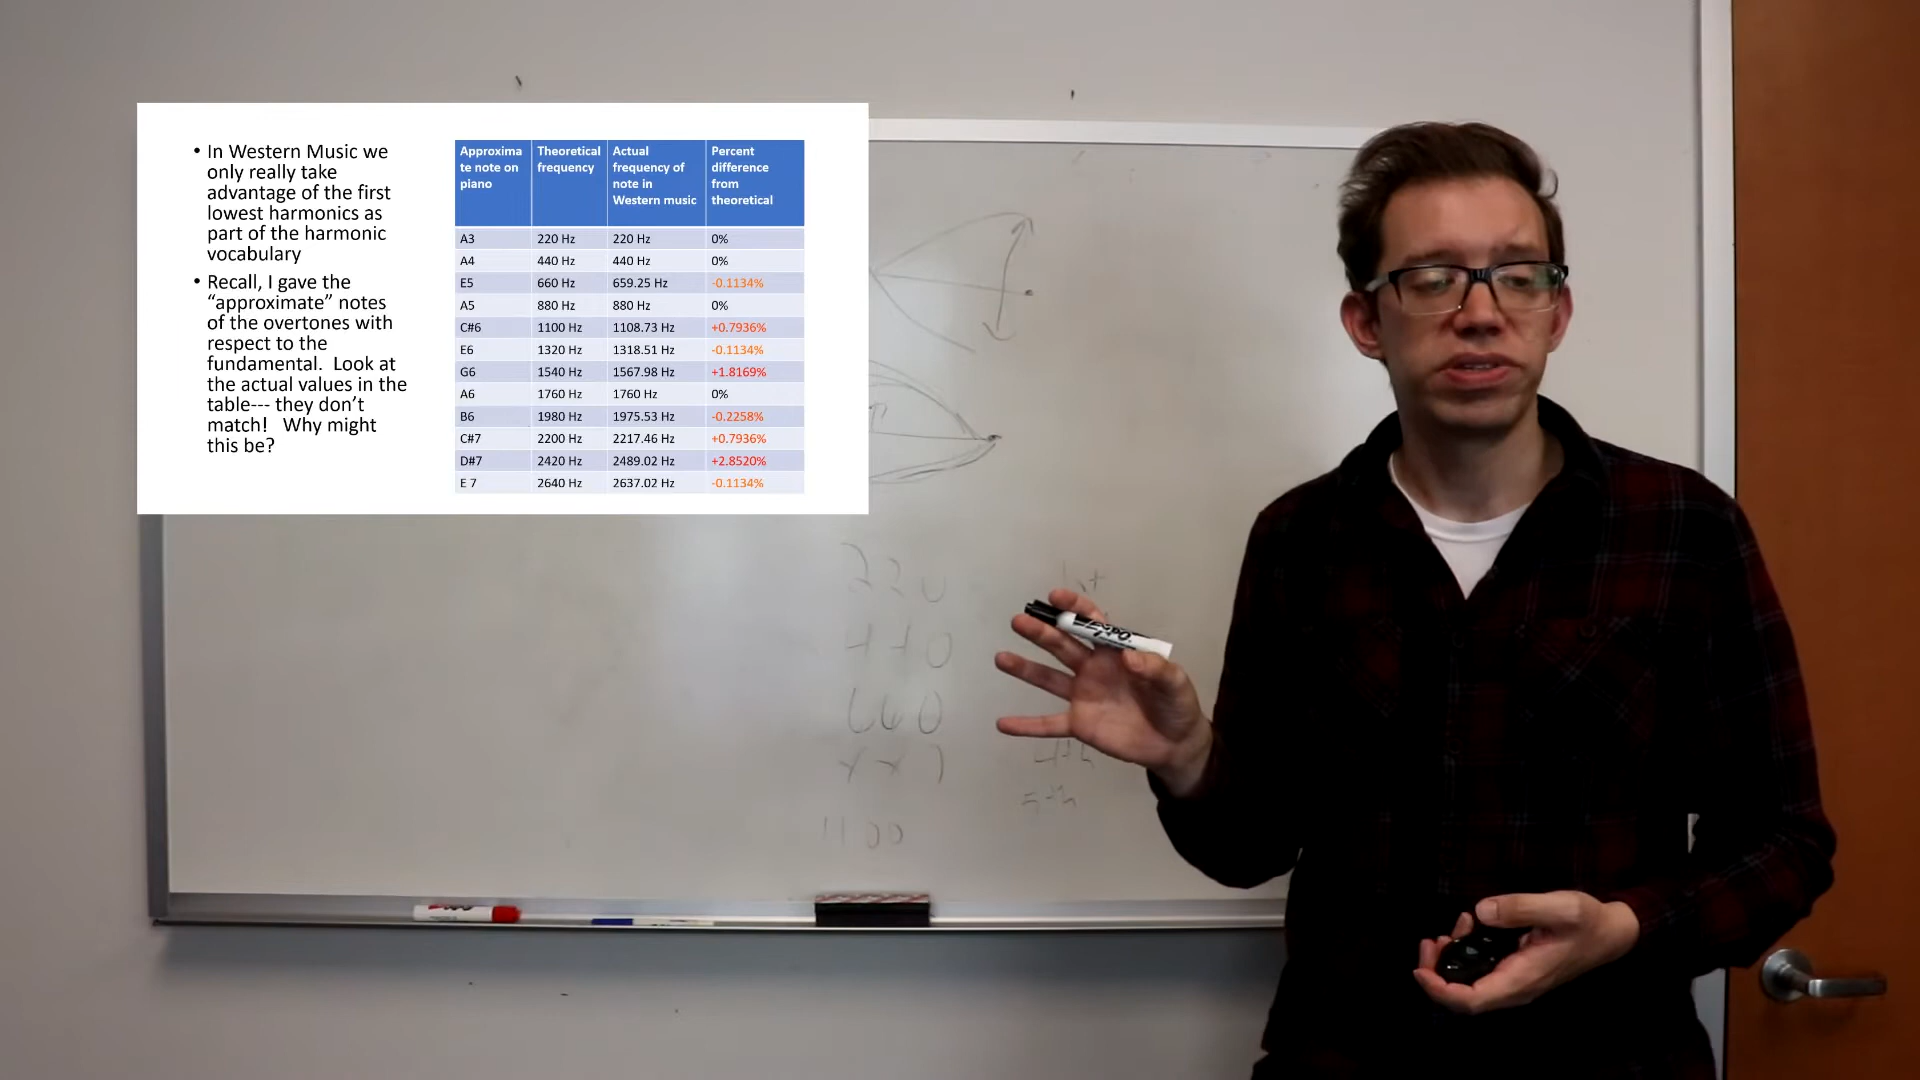 • In Western Music we
only really take
advantage of the first
lowest harmonics as
part of the harmonic
vocabulary
• Recall, I gave the
“approximate” notes
of the overtones with
respect to the
fundamental. Look at
the actual values in the
table--- they don’t
match! Why might
this be?
Approxima
te note on
piano
Theoretical
frequency
Actual
frequency of
note in
Western music
Percent
difference
from
theoretical
A3 220 Hz 220 Hz 0%
A4 440 Hz 440 Hz 0%
E5 660 Hz 659.25 Hz -0.1134%
A5 880 Hz 880 Hz 0%
C#6 1100 Hz 1108.73 Hz +0.7936%
E6 1320 Hz 1318.51 Hz -0.1134%
G6 1540 Hz 1567.98 Hz +1.8169%
A6 1760 Hz 1760 Hz 0%
B6 1980 Hz 1975.53 Hz -0.2258%
C#7 2200 Hz 2217.46 Hz +0.7936%
D#7 2420 Hz 2489.02 Hz +2.8520%
E 7 2640 Hz 2637.02 Hz -0.1134%
220 1st
440
660
4th
5th
1100
EXPO